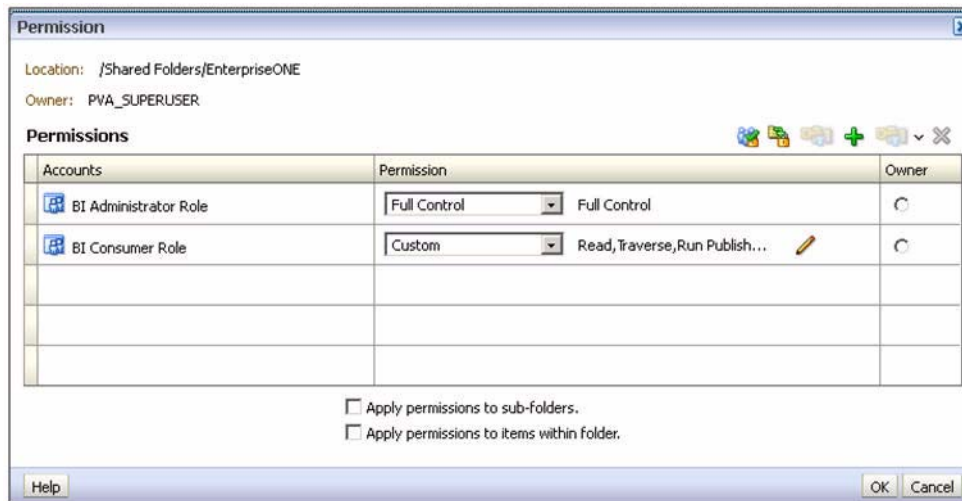 Permission
Location: /Shared Folders/EnterpriseONE
Owner: PVA_SUPERUSER
Permissions
Accounts Permission Owner
BI Administrator Role Full Control Full Control
BI Consumer Role Custom Read,Traverse,Run Publish...
Apply permissions to sub-folders.
Apply permissions to items within folder.
Help OK Cancel